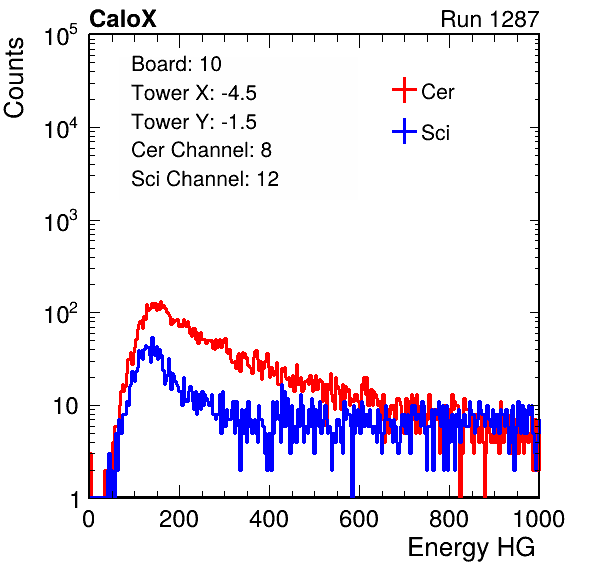 CaloX Run 1287
Counts
Board: 10
Tower X: -4.5
Tower Y: -1.5
Cer Channel: 8
Sci Channel: 12
Cer
Sci
10^5
10^4
10^3
10^2
10
1
0 200 400 600 800 1000
Energy HG